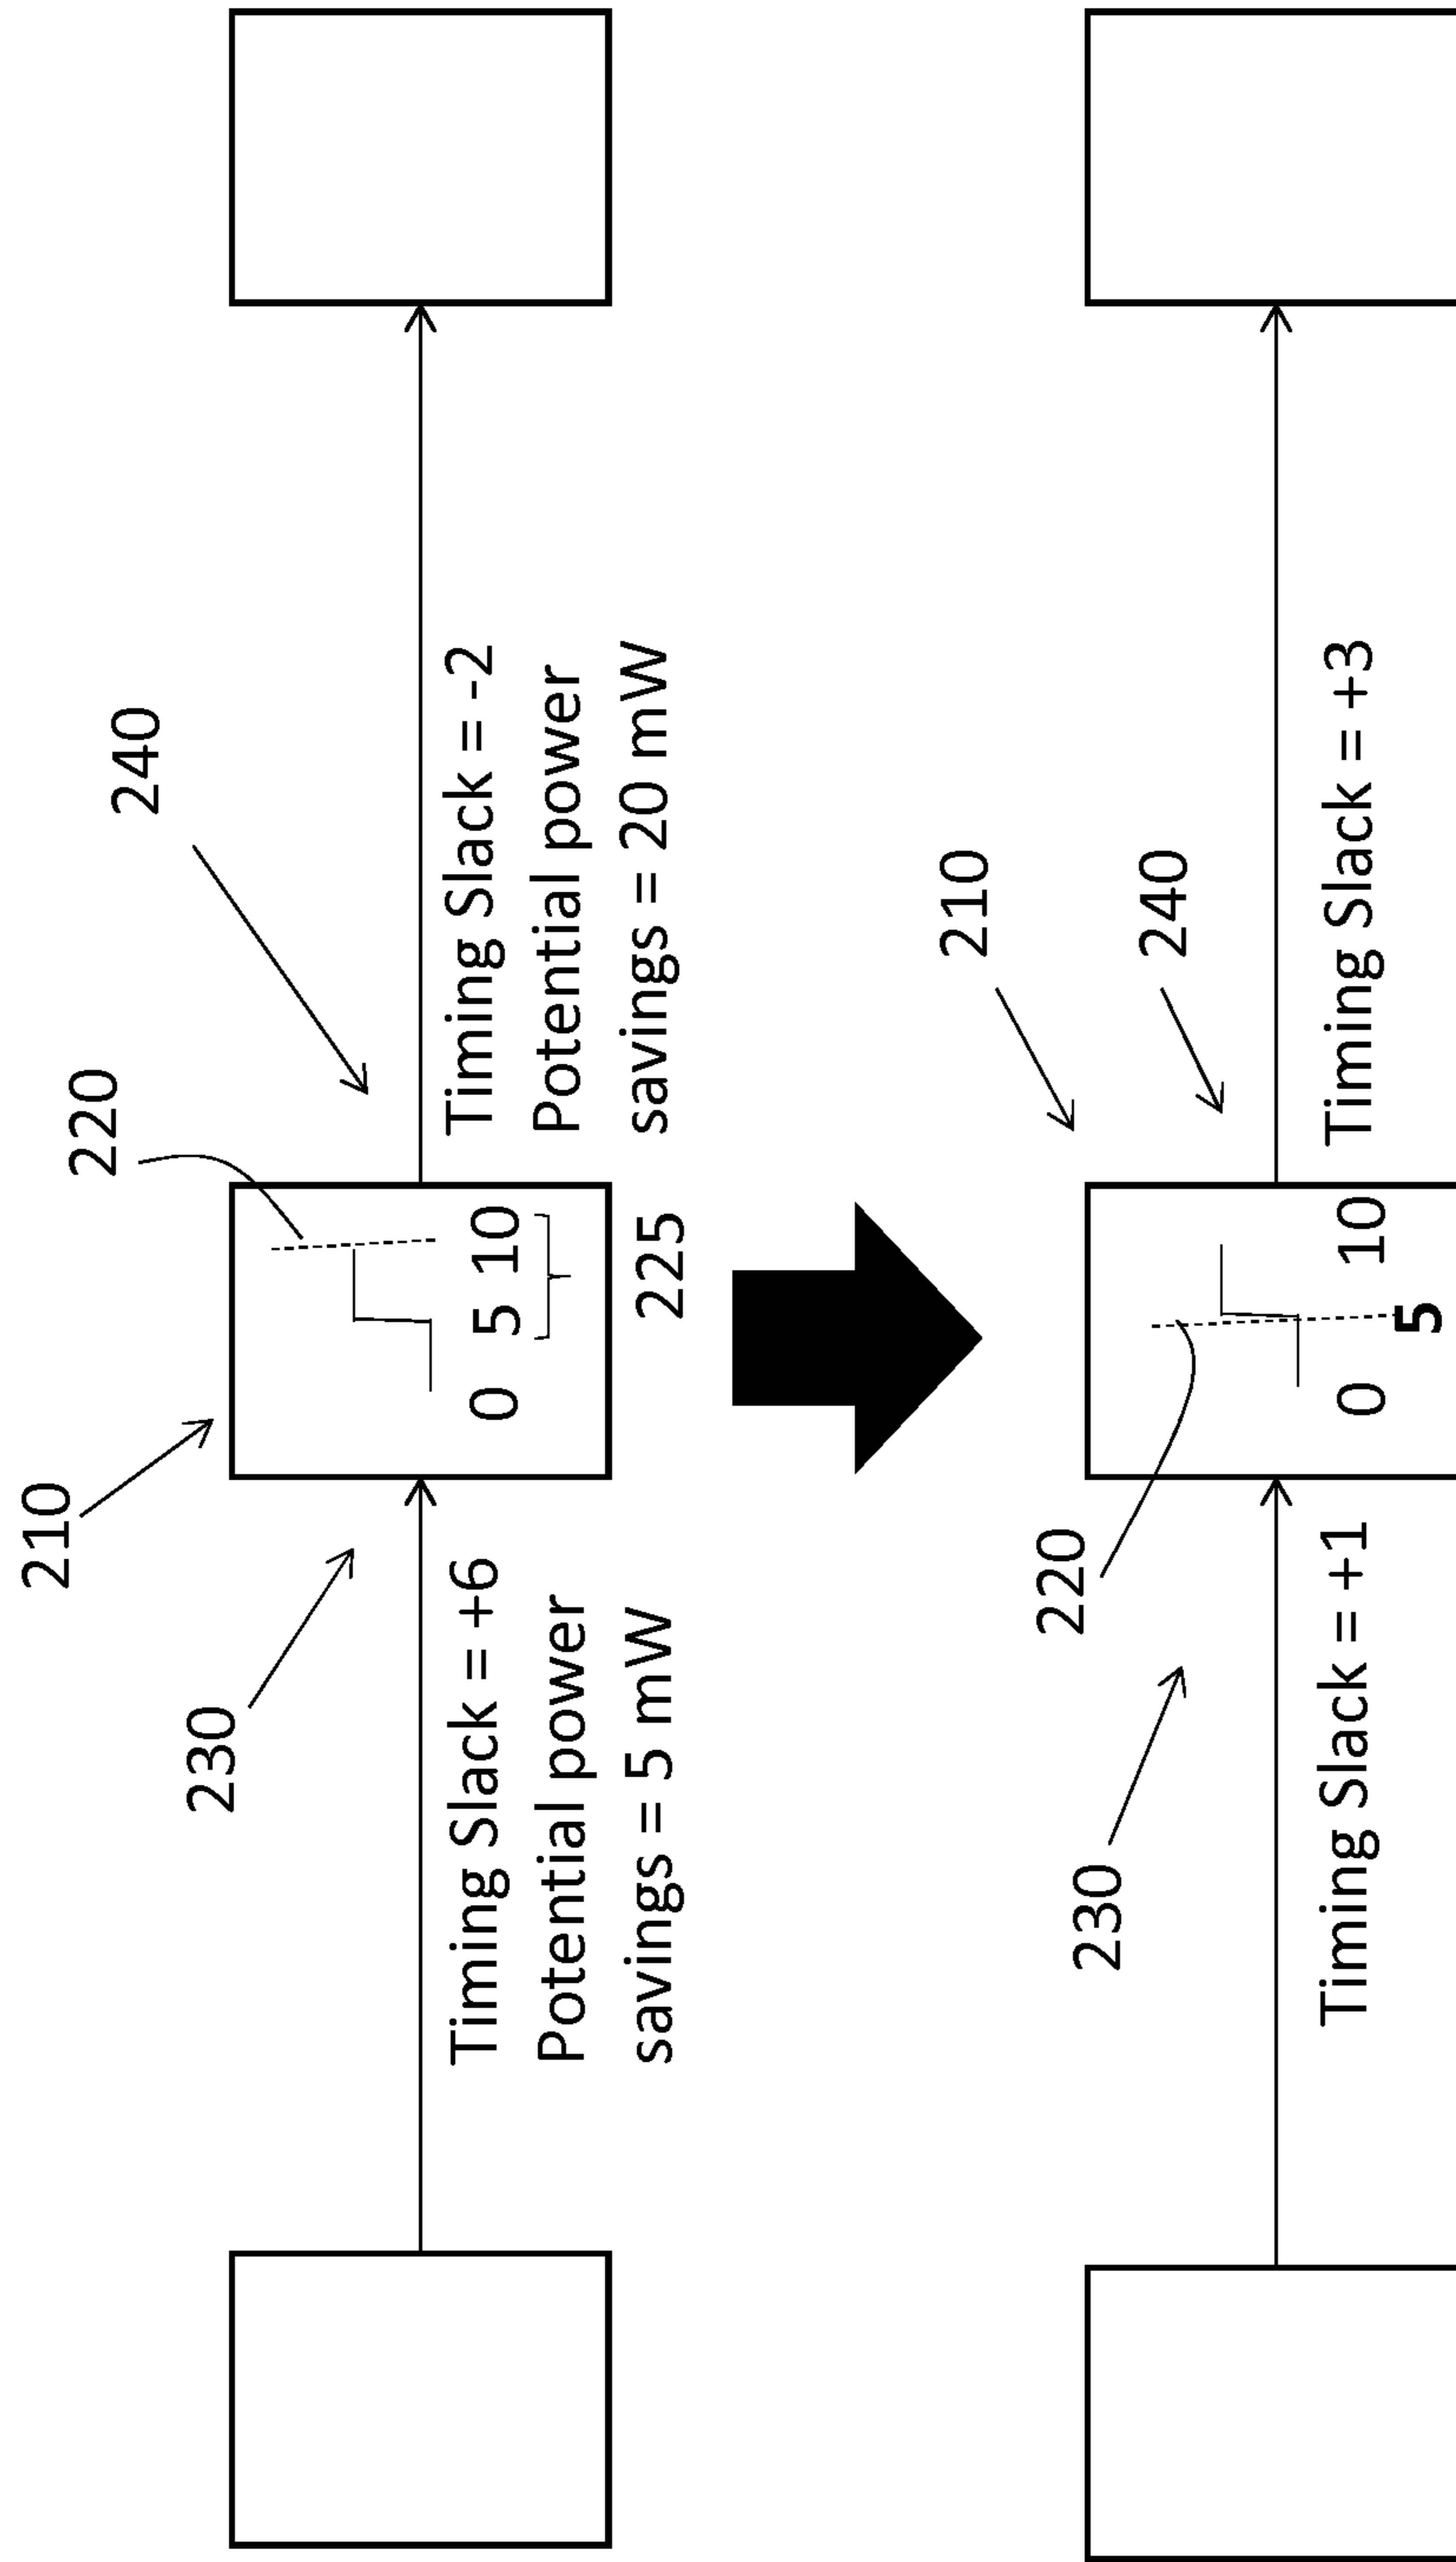 210
220
240
230
Timing Slack = +6
Potential power
savings = 5 mW
0 5 10
225
Timing Slack = -2
Potential power
savings = 20 mW
210
220
240
230
Timing Slack = +1
0 10
5
Timing Slack = +3